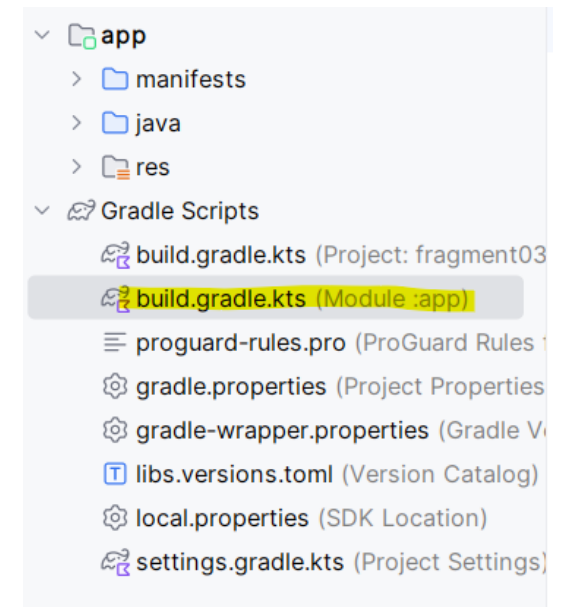 app
manifests
java
res
Gradle Scripts
build.gradle.kts (Project: fragment03
build.gradle.kts (Module :app)
proguard-rules.pro (ProGuard Rules
gradle.properties (Project Properties
gradle-wrapper.properties (Gradle
libs.versions.toml (Version Catalog)
local.properties (SDK Location)
settings.gradle.kts (Project Settings)